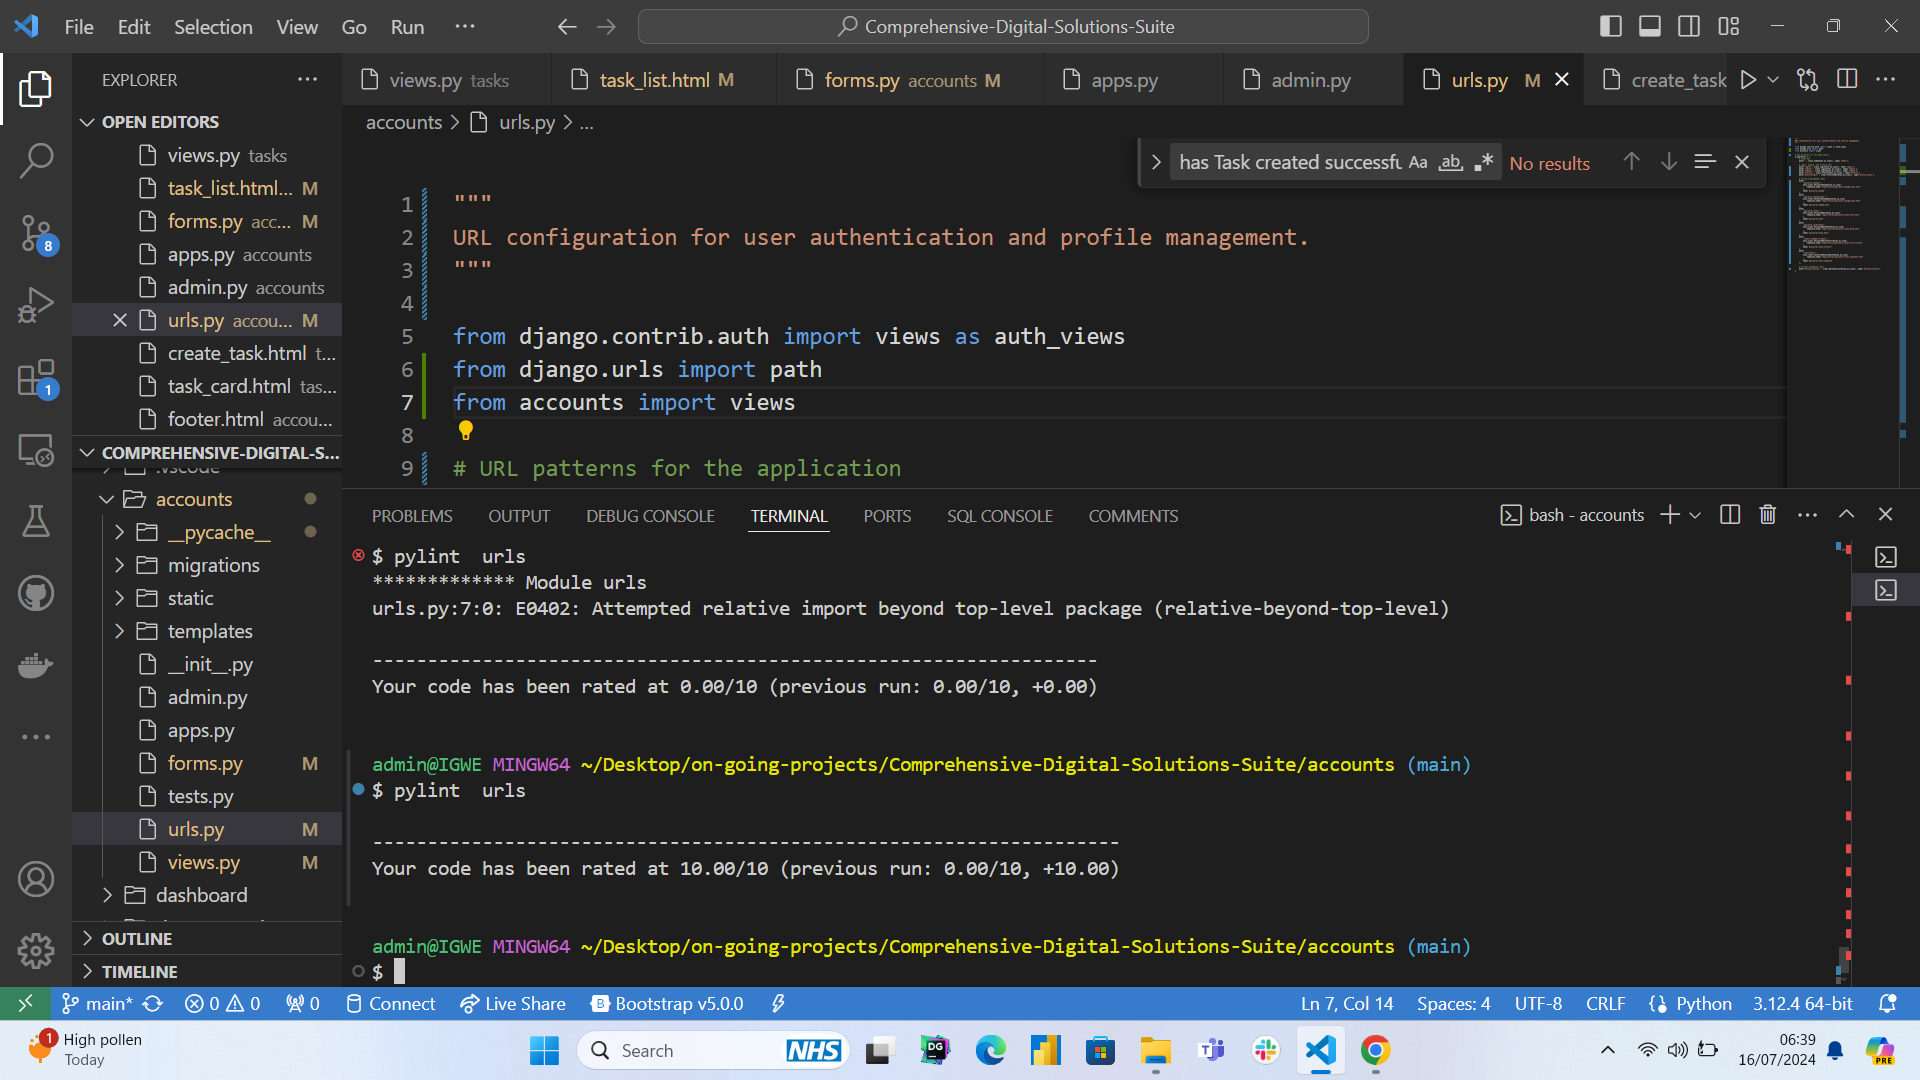 File Edit Selection View Go Run ...
Comprehensive-Digital-Solutions-Suite
EXPLORER
OPEN EDITORS
views.py tasks
task_list.html... M
forms.py acc... M
apps.py accounts
admin.py accounts
urls.py accou... M
create_task.html t...
task_card.html tas...
footer.html accou...
COMPREHENSIVE-DIGITAL-S...
.vscode
accounts
__pycache__
migrations
static
templates
__init__.py
admin.py
apps.py
forms.py M
tests.py
urls.py M
views.py M
dashboard
OUTLINE
TIMELINE
8
1
views.py tasks task_list.html M forms.py accounts M apps.py admin.py urls.py M create_task
accounts > urls.py > ...
has Task created successfu Aa ab No results
1 """
2 URL configuration for user authentication and profile management.
3 """
4
5 from django.contrib.auth import views as auth_views
6 from django.urls import path
7 from accounts import views
8
9 # URL patterns for the application
PROBLEMS OUTPUT DEBUG CONSOLE TERMINAL PORTS SQL CONSOLE COMMENTS
bash - accounts
$ pylint  urls
************* Module urls
urls.py:7:0: E0402: Attempted relative import beyond top-level package (relative-beyond-top-level)
------------------------------------------------------------------
Your code has been rated at 0.00/10 (previous run: 0.00/10, +0.00)
admin@IGWE MINGW64 ~/Desktop/on-going-projects/Comprehensive-Digital-Solutions-Suite/accounts (main)
$ pylint  urls
--------------------------------------------------------------------
Your code has been rated at 10.00/10 (previous run: 0.00/10, +10.00)
admin@IGWE MINGW64 ~/Desktop/on-going-projects/Comprehensive-Digital-Solutions-Suite/accounts (main)
$
main* 0 0 0 Connect Live Share B Bootstrap v5.0.0
Ln 7, Col 14 Spaces: 4 UTF-8 CRLF {} Python 3.12.4 64-bit
1 High pollen
Today
Search NHS
DG
PRE
06:39
16/07/2024